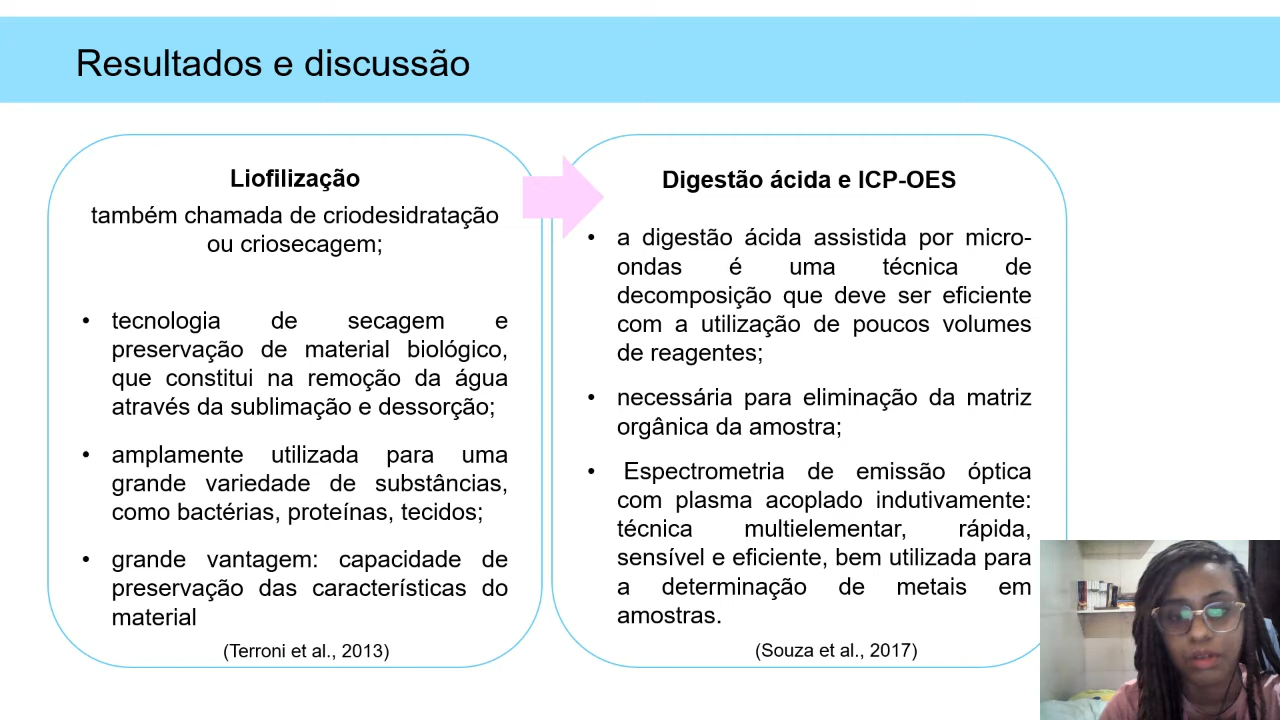 Resultados e discussão
Liofilização
também chamada de criodesidratação
ou criosecagem;
• tecnologia de secagem e
preservação de material biológico,
que constitui na remoção da água
através da sublimação e dessorção;
• amplamente utilizada para uma
grande variedade de substâncias,
como bactérias, proteínas, tecidos;
• grande vantagem: capacidade de
preservação das características do
material
(Terroni et al., 2013)
Digestão ácida e ICP-OES
• a digestão ácida assistida por micro-
ondas é uma técnica de
decomposição que deve ser eficiente
com a utilização de poucos volumes
de reagentes;
• necessária para eliminação da matriz
orgânica da amostra;
• Espectrometria de emissão óptica
com plasma acoplado indutivamente:
técnica multielementar, rápida,
sensível e eficiente, bem utilizada para
a determinação de metais em
amostras.
(Souza et al., 2017)